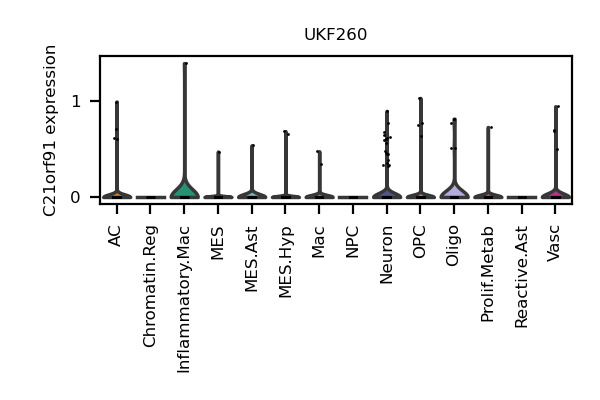 UKF260
C21orf91 expression
1
0
AC
Chromatin.Reg
Inflammatory.Mac
MES
MES.Ast
MES.Hyp
Mac
NPC
Neuron
OPC
Oligo
Prolif.Metab
Reactive.Ast
Vasc